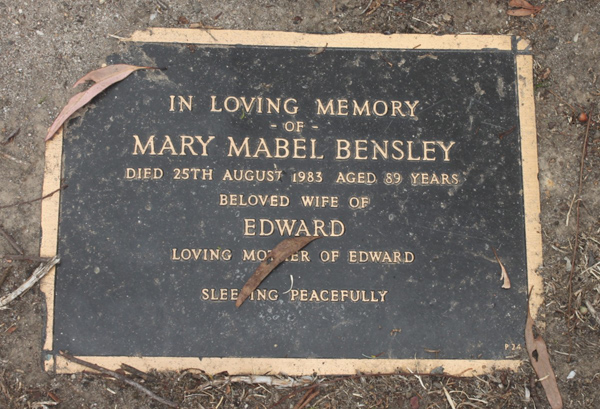 IN LOVING MEMORY
- OF -
MARY MABEL BENSLEY
DIED 25TH AUGUST 1983 AGED 89 YEARS
BELOVED WIFE OF
EDWARD
LOVING MOTHER OF EDWARD
SLEEPING PEACEFULLY